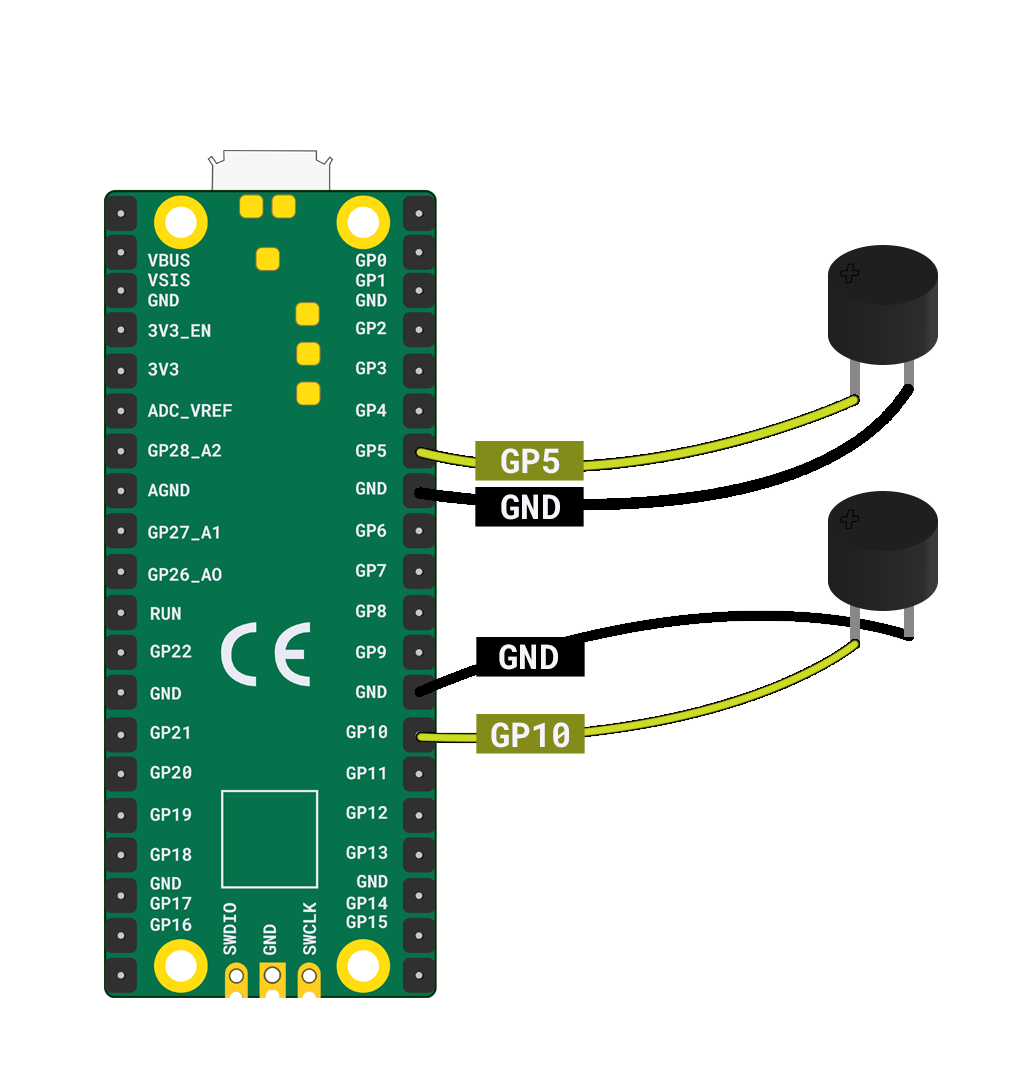 VBUS
VSIS
GND
3V3_EN
3V3
ADC_VREF
GP28_A2
AGND
GP27_A1
GP26_AO
RUN
GP22
GND
GP21
GP20
GP19
GP18
GND
GP17
GP16
GP0
GP1
GND
GP2
GP3
GP4
GP5
GND
GP6
GP7
GP8
GP9
GND
GP10
GP11
GP12
GP13
GND
GP14
GP15
SWDIO
GND
SWCLK
CE
GP5
GND
GND
GP10